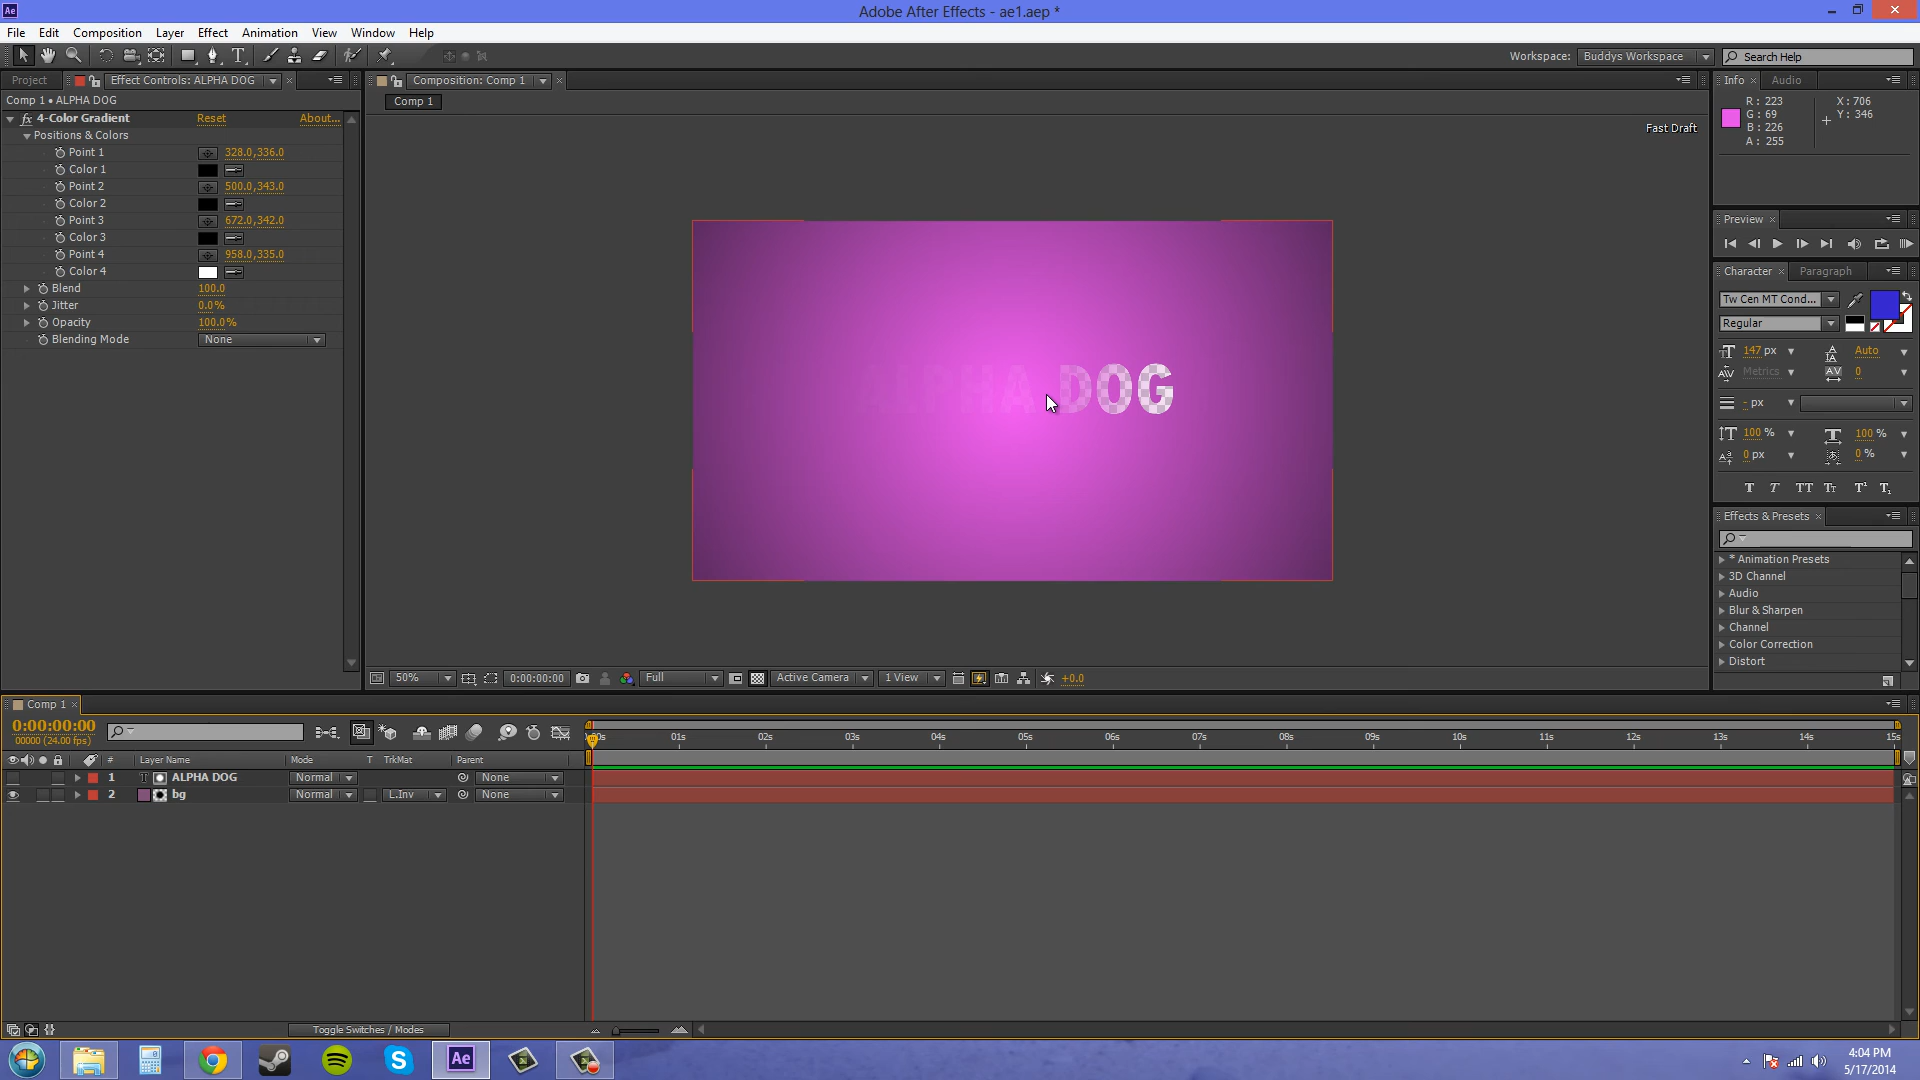 Adobe After Effects - ae1.aep *
File Edit Composition Layer Effect Animation View Window Help
Workspace: Buddys Workspace Search Help
Project Effect Controls: ALPHA DOG
Comp 1 • ALPHA DOG
fx 4-Color Gradient Reset About...
Positions & Colors
Point 1 328.0,336.0
Color 1
Point 2 500.0,343.0
Color 2
Point 3 672.0,342.0
Color 3
Point 4 958.0,335.0
Color 4
Blend 100.0
Jitter 0.0%
Opacity 100.0%
Blending Mode None
Composition: Comp 1
Comp 1
Fast Draft
ALPHA DOG
50% 0:00:00:00 Full Active Camera 1 View +0.0
Info Audio
R: 223 X: 706
G: 69 Y: 346
B: 226
A: 255
Preview
Character Paragraph
Tw Cen MT Cond...
Regular
147 px Auto
Metrics 0
- px
100 % 100 %
0 px 0 %
T T TT Tt T¹ T₁
Effects & Presets
* Animation Presets
3D Channel
Audio
Blur & Sharpen
Channel
Color Correction
Distort
Comp 1
0:00:00:00
00000 (24.00 fps)
# Layer Name Mode T TrkMat Parent
1 T ALPHA DOG Normal None
2 bg Normal L.Inv None
01s 02s 03s 04s 05s 06s 07s 08s 09s 10s 11s 12s 13s 14s 15s
Toggle Switches / Modes
Ae
4:04 PM
5/17/2014